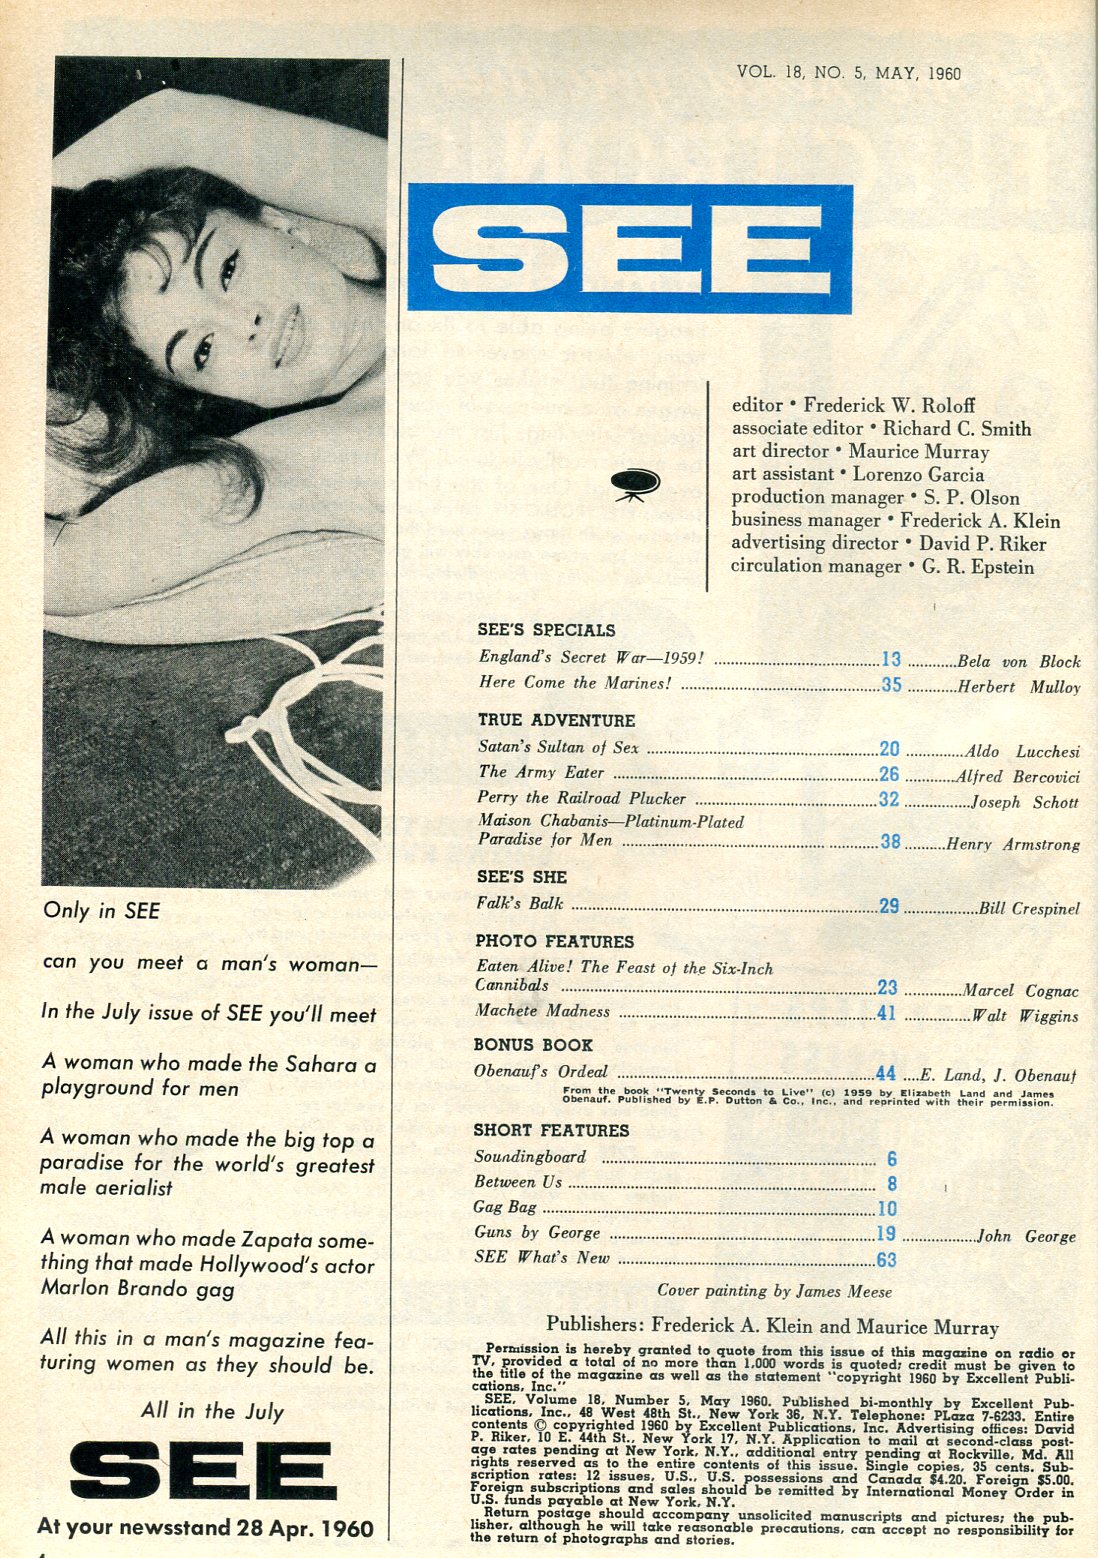 VOL. 18, NO. 5, MAY, 1960
SEE
editor • Frederick W. Roloff
associate editor • Richard C. Smith
art director • Maurice Murray
art assistant • Lorenzo Garcia
production manager • S. P. Olson
business manager • Frederick A. Klein
advertising director • David P. Riker
circulation manager • G. R. Epstein
SEE'S SPECIALS
England's Secret War—1959! 13 Bela von Block
Here Come the Marines! 35 Herbert Mulloy
TRUE ADVENTURE
Satan's Sultan of Sex 20 Aldo Lucchesi
The Army Eater 26 Alfred Bercovici
Perry the Railroad Plucker 32 Joseph Schott
Maison Chabanis—Platinum-Plated
Paradise for Men 38 Henry Armstrong
SEE'S SHE
Falk's Balk 29 Bill Crespinel
PHOTO FEATURES
Eaten Alive! The Feast of the Six-Inch
Cannibals 23 Marcel Cognac
Machete Madness 41 Walt Wiggins
BONUS BOOK
Obenauf's Ordeal 44 E. Land, J. Obenauf
From the book "Twenty Seconds to Live" (c) 1959 by Elizabeth Land and James
Obenauf. Published by E.P. Dutton & Co., Inc., and reprinted with their permission.
SHORT FEATURES
Soundingboard 6
Between Us 8
Gag Bag 10
Guns by George 19 John George
SEE What's New 63
Cover painting by James Meese
Publishers: Frederick A. Klein and Maurice Murray
Permission is hereby granted to quote from this issue of this magazine on radio or
TV, provided a total of no more than 1,000 words is quoted; credit must be given to
the title of the magazine as well as the statement "copyright 1960 by Excellent Publi-
cations, Inc."
SEE, Volume 18, Number 5, May 1960. Published bi-monthly by Excellent Pub-
lications, Inc., 48 West 48th St., New York 36, N.Y. Telephone: PLaza 7-6233. Entire
contents © copyrighted 1960 by Excellent Publications, Inc. Advertising offices: David
P. Riker, 10 E. 44th St., New York 17, N.Y. Application to mail at second-class post-
age rates pending at New York, N.Y., additional entry pending at Rockville, Md. All
rights reserved as to the entire contents of this issue. Single copies, 35 cents. Sub-
scription rates: 12 issues, U.S., U.S. possessions and Canada $4.20. Foreign $5.00.
Foreign subscriptions and sales should be remitted by International Money Order in
U.S. funds payable at New York, N.Y.
Return postage should accompany unsolicited manuscripts and pictures; the pub-
lisher, although he will take reasonable precautions, can accept no responsibility for
the return of photographs and stories.
Only in SEE
can you meet a man's woman—
In the July issue of SEE you'll meet
A woman who made the Sahara a
playground for men
A woman who made the big top a
paradise for the world's greatest
male aerialist
A woman who made Zapata some-
thing that made Hollywood's actor
Marlon Brando gag
All this in a man's magazine fea-
turing women as they should be.
All in the July
SEE
At your newsstand 28 Apr. 1960